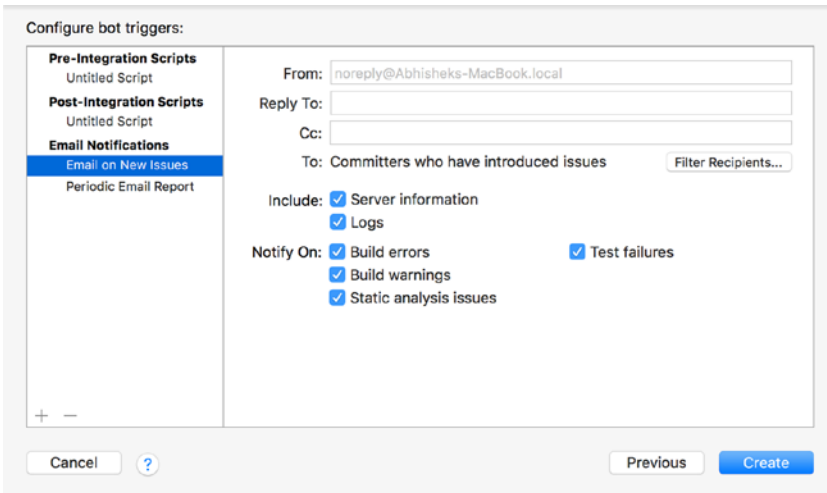 Configure bot triggers:
Pre-Integration Scripts
Untitled Script
Post-Integration Scripts
Untitled Script
Email Notifications
Email on New Issues
Periodic Email Report
+ −
From: noreply@Abhisheks-MacBook.local
Reply To:
Cc:
To: Committers who have introduced issues Filter Recipients...
Include: Server information
Logs
Notify On: Build errors Test failures
Build warnings
Static analysis issues
Cancel ? Previous Create